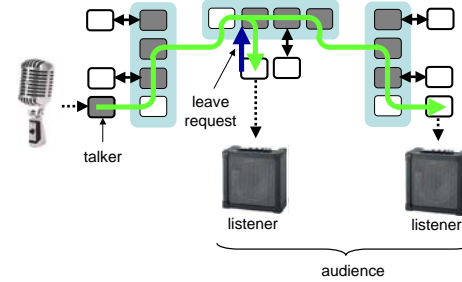 leave
request
talker
listener
listener
audience